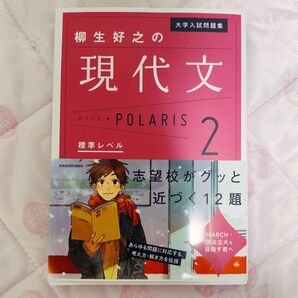 大学入試問題集
柳生好之の
現代文
ポラリス POLARIS
2
標準レベル
KADOKAWA
志望校がグッと
近づく12題
MARCH・
国公立大を
目指す君へ
あらゆる問題に対応する、
考え方・解き方を伝授